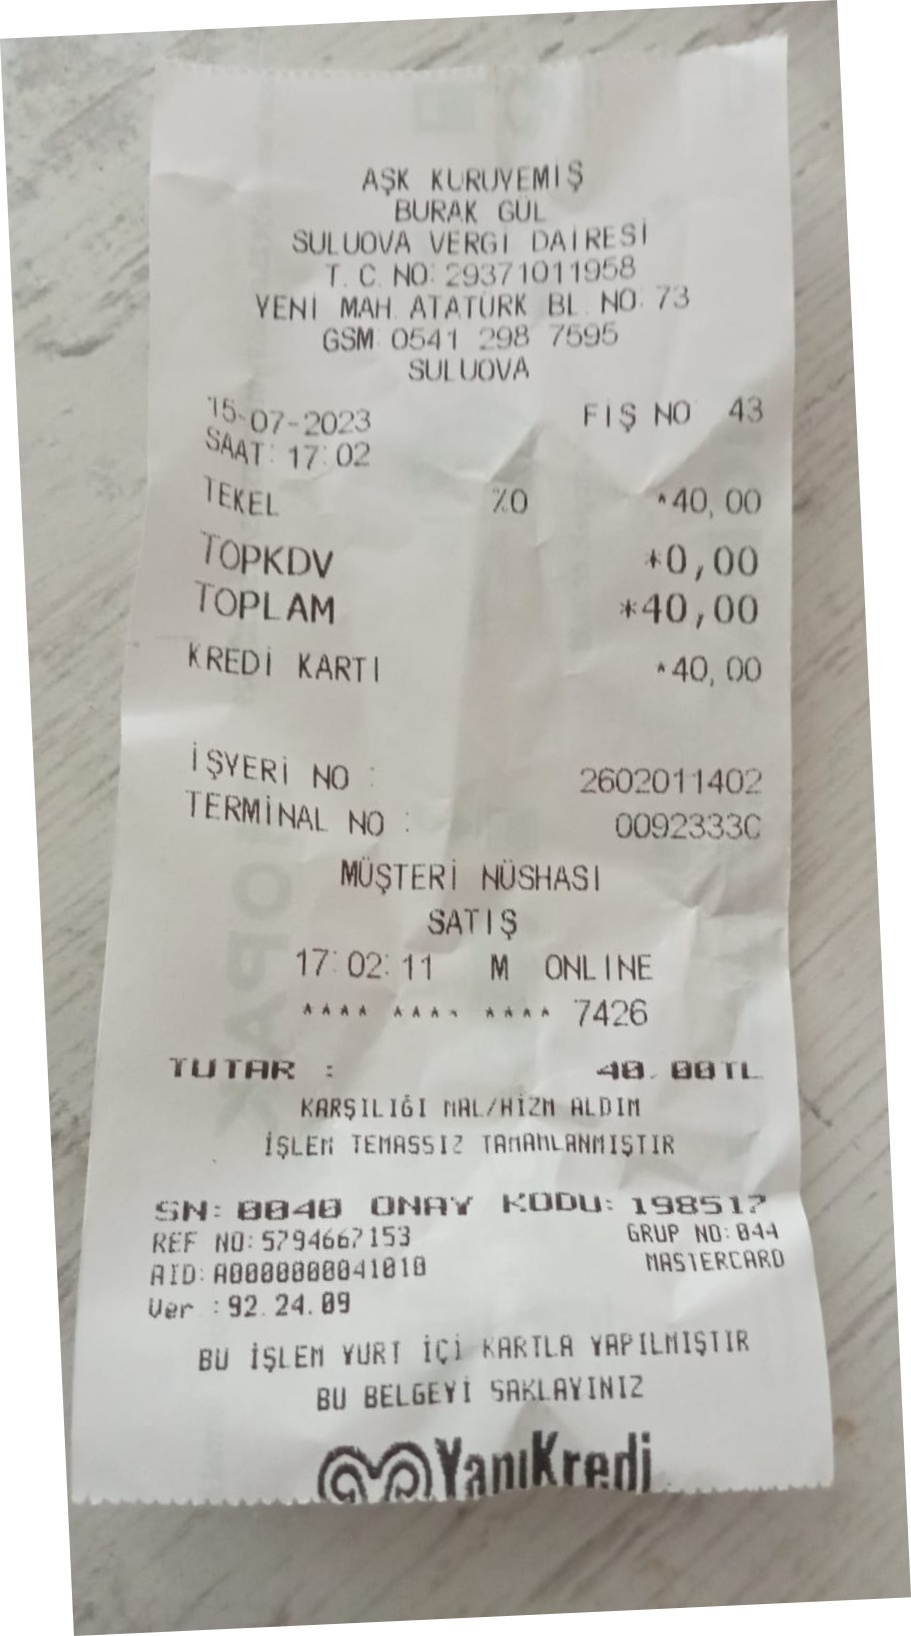 AŞK KURUYEMİŞ
BURAK GÜL
SULUOVA VERGİ DAİRESİ
T. C. NO: 29371011958
YENİ MAH. ATATÜRK BL. NO: 73
GSM: 0541 298 7595
SULUOVA
15-07-2023 FİŞ NO 43
SAAT: 17:02
TEKEL %0 *40,00
TOPKDV *0,00
TOPLAM *40,00
KREDİ KARTI *40,00
İŞYERİ NO : 2602011402
TERMİNAL NO : 0092333C
MÜŞTERİ NÜSHASI
SATIŞ
17:02:11 M ONLINE
**** **** **** 7426
TUTAR : 40.00TL
KARŞILIĞI MAL/HİZM ALDIM
İŞLEM TEMASSIZ TAMAMLANMIŞTIR
SN: 0040 ONAY KODU: 198517
REF NO: 5794667153 GRUP NO: 044
AID: A0000000041010 MASTERCARD
Ver : 92.24.09
BU İŞLEM YURT İÇİ KARTLA YAPILMIŞTIR
BU BELGEYİ SAKLAYINIZ
YapıKredi